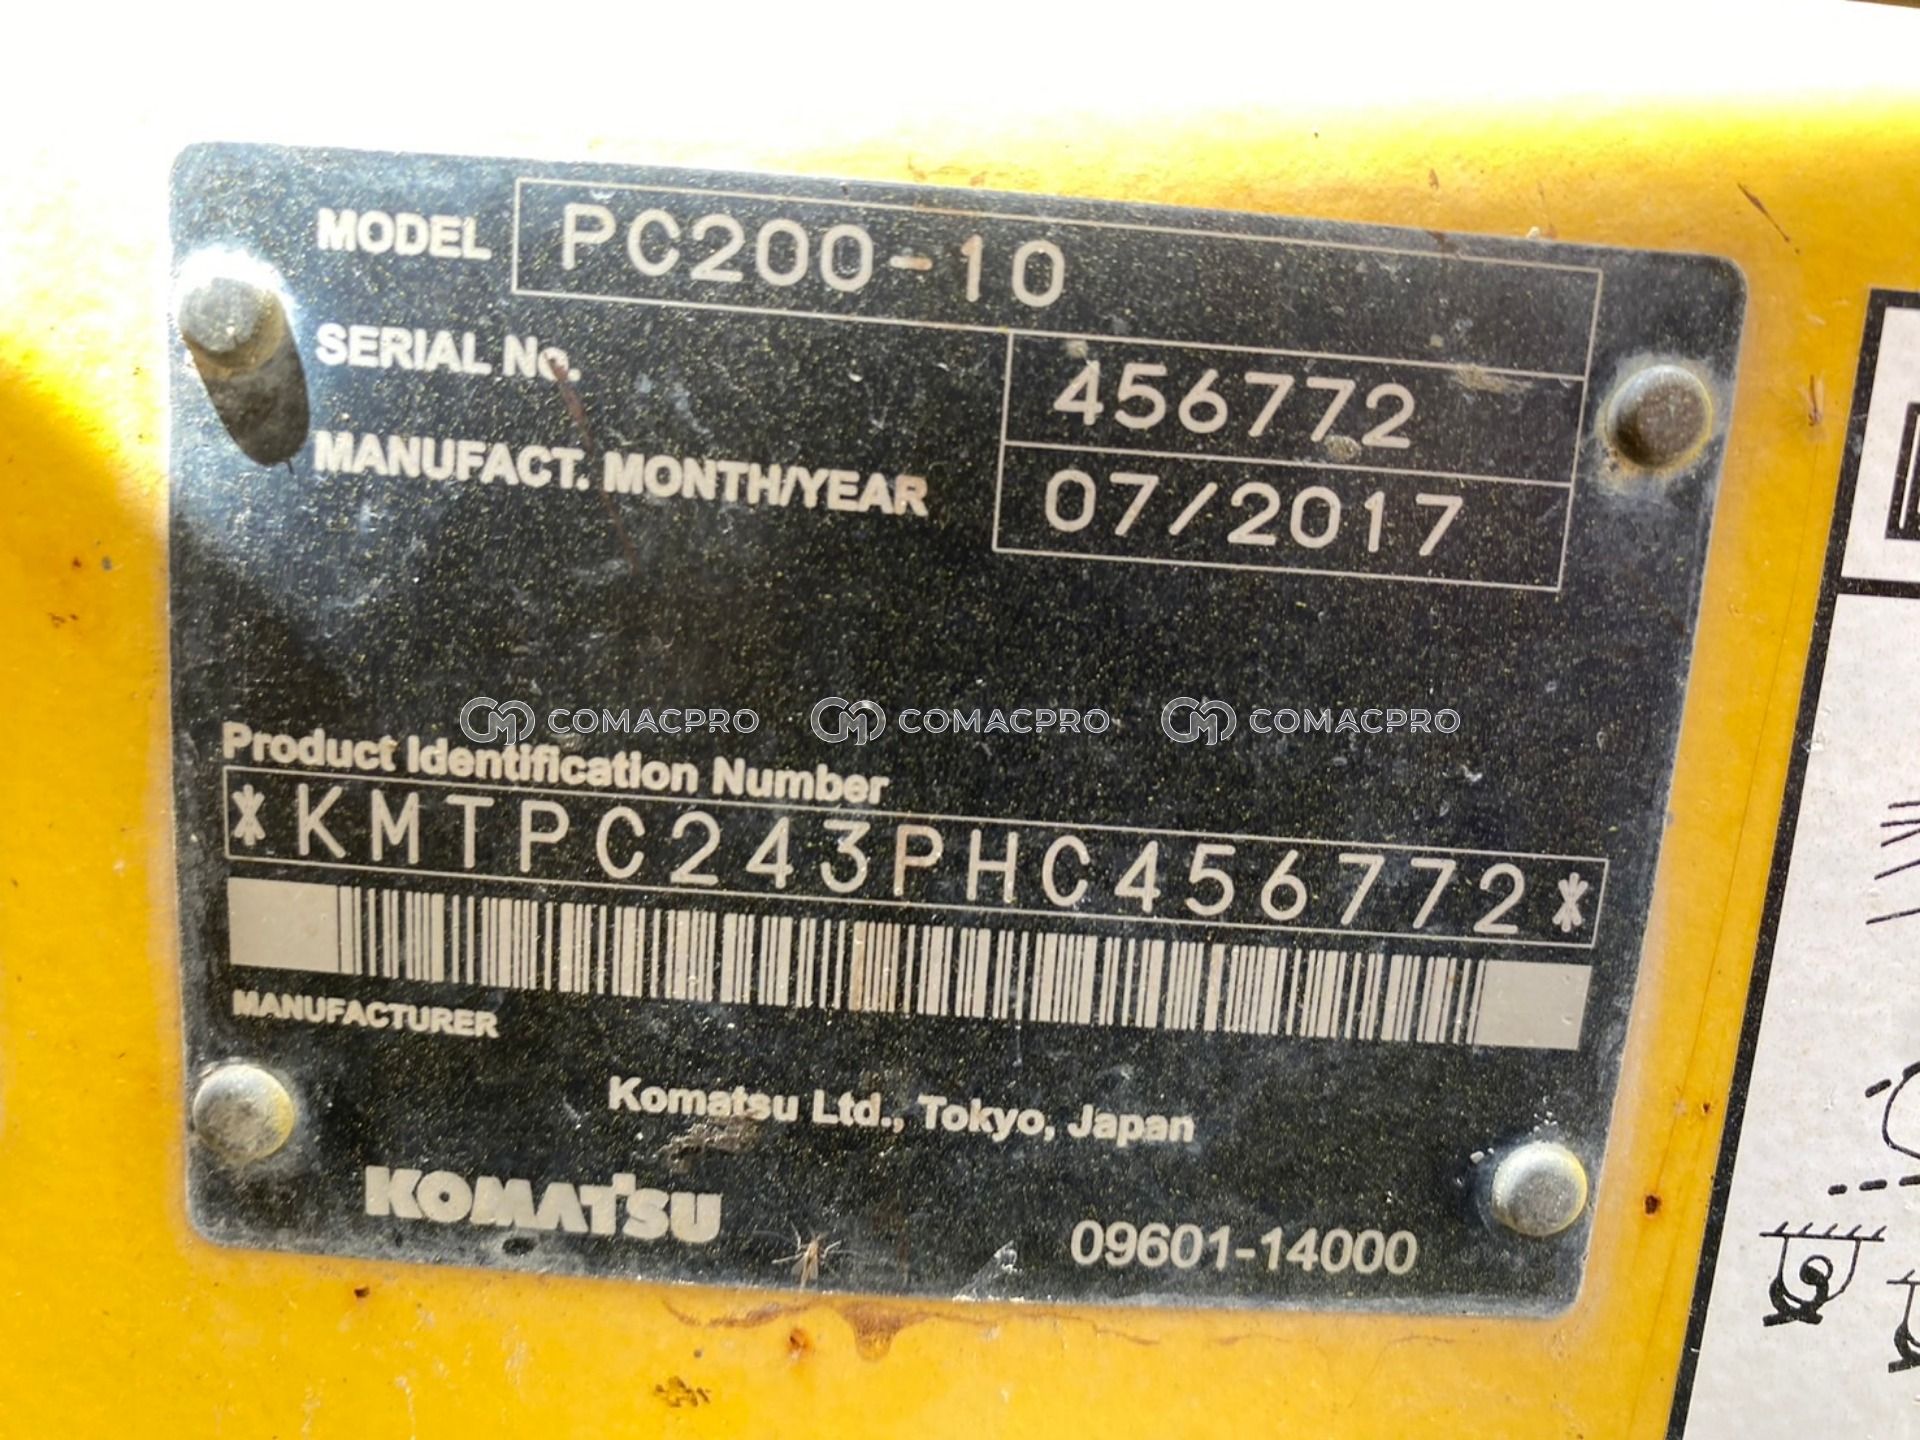 MODEL PC200-10
SERIAL No. 456772
MANUFACT. MONTH/YEAR 07/2017
COMACPRO COMACPRO COMACPRO
Product Identification Number
*KMTPC243PHC456772*
MANUFACTURER
Komatsu Ltd., Tokyo, Japan
KOMATSU
09601-14000